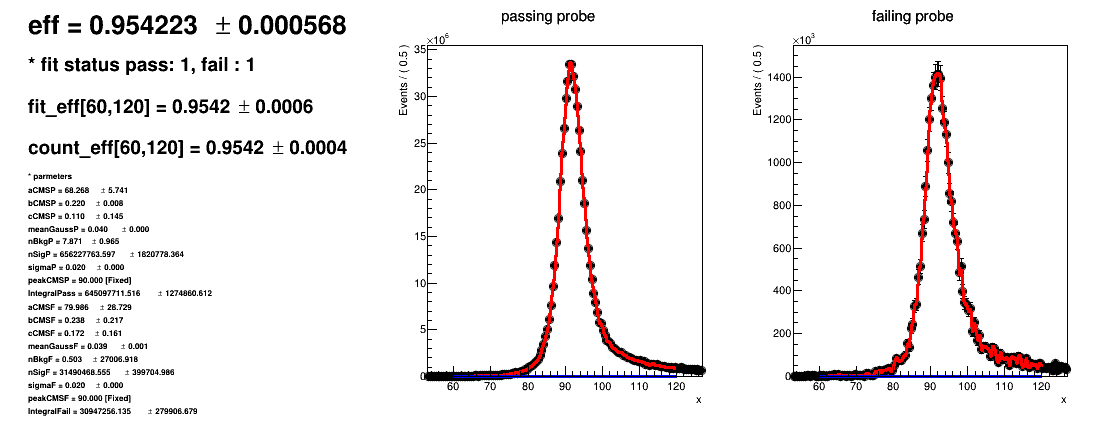 eff = 0.954223 ± 0.000568
* fit status pass: 1, fail : 1
fit_eff[60,120] = 0.9542 ± 0.0006
count_eff[60,120] = 0.9542 ± 0.0004
* parmeters
aCMSP = 68.268 ± 5.741
bCMSP = 0.220 ± 0.008
cCMSP = 0.110 ± 0.145
meanGaussP = 0.040 ± 0.000
nBkgP = 7.871 ± 0.965
nSigP = 656227763.597 ± 1820778.364
sigmaP = 0.020 ± 0.000
peakCMSP = 90.000 [Fixed]
IntegralPass = 645097711.516 ± 1274860.612
aCMSF = 79.986 ± 28.729
bCMSF = 0.238 ± 0.217
cCMSF = 0.172 ± 0.161
meanGaussF = 0.039 ± 0.001
nBkgF = 0.503 ± 27006.918
nSigF = 31490468.555 ± 399704.986
sigmaF = 0.020 ± 0.000
peakCMSF = 90.000 [Fixed]
IntegralFail = 30947256.135 ± 279906.679
passing probe
×10⁶
Events / ( 0.5 )
35
30
25
20
15
10
5
0
60 70 80 90 100 110 120
x
failing probe
×10³
Events / ( 0.5 )
1400
1200
1000
800
600
400
200
0
60 70 80 90 100 110 120
x